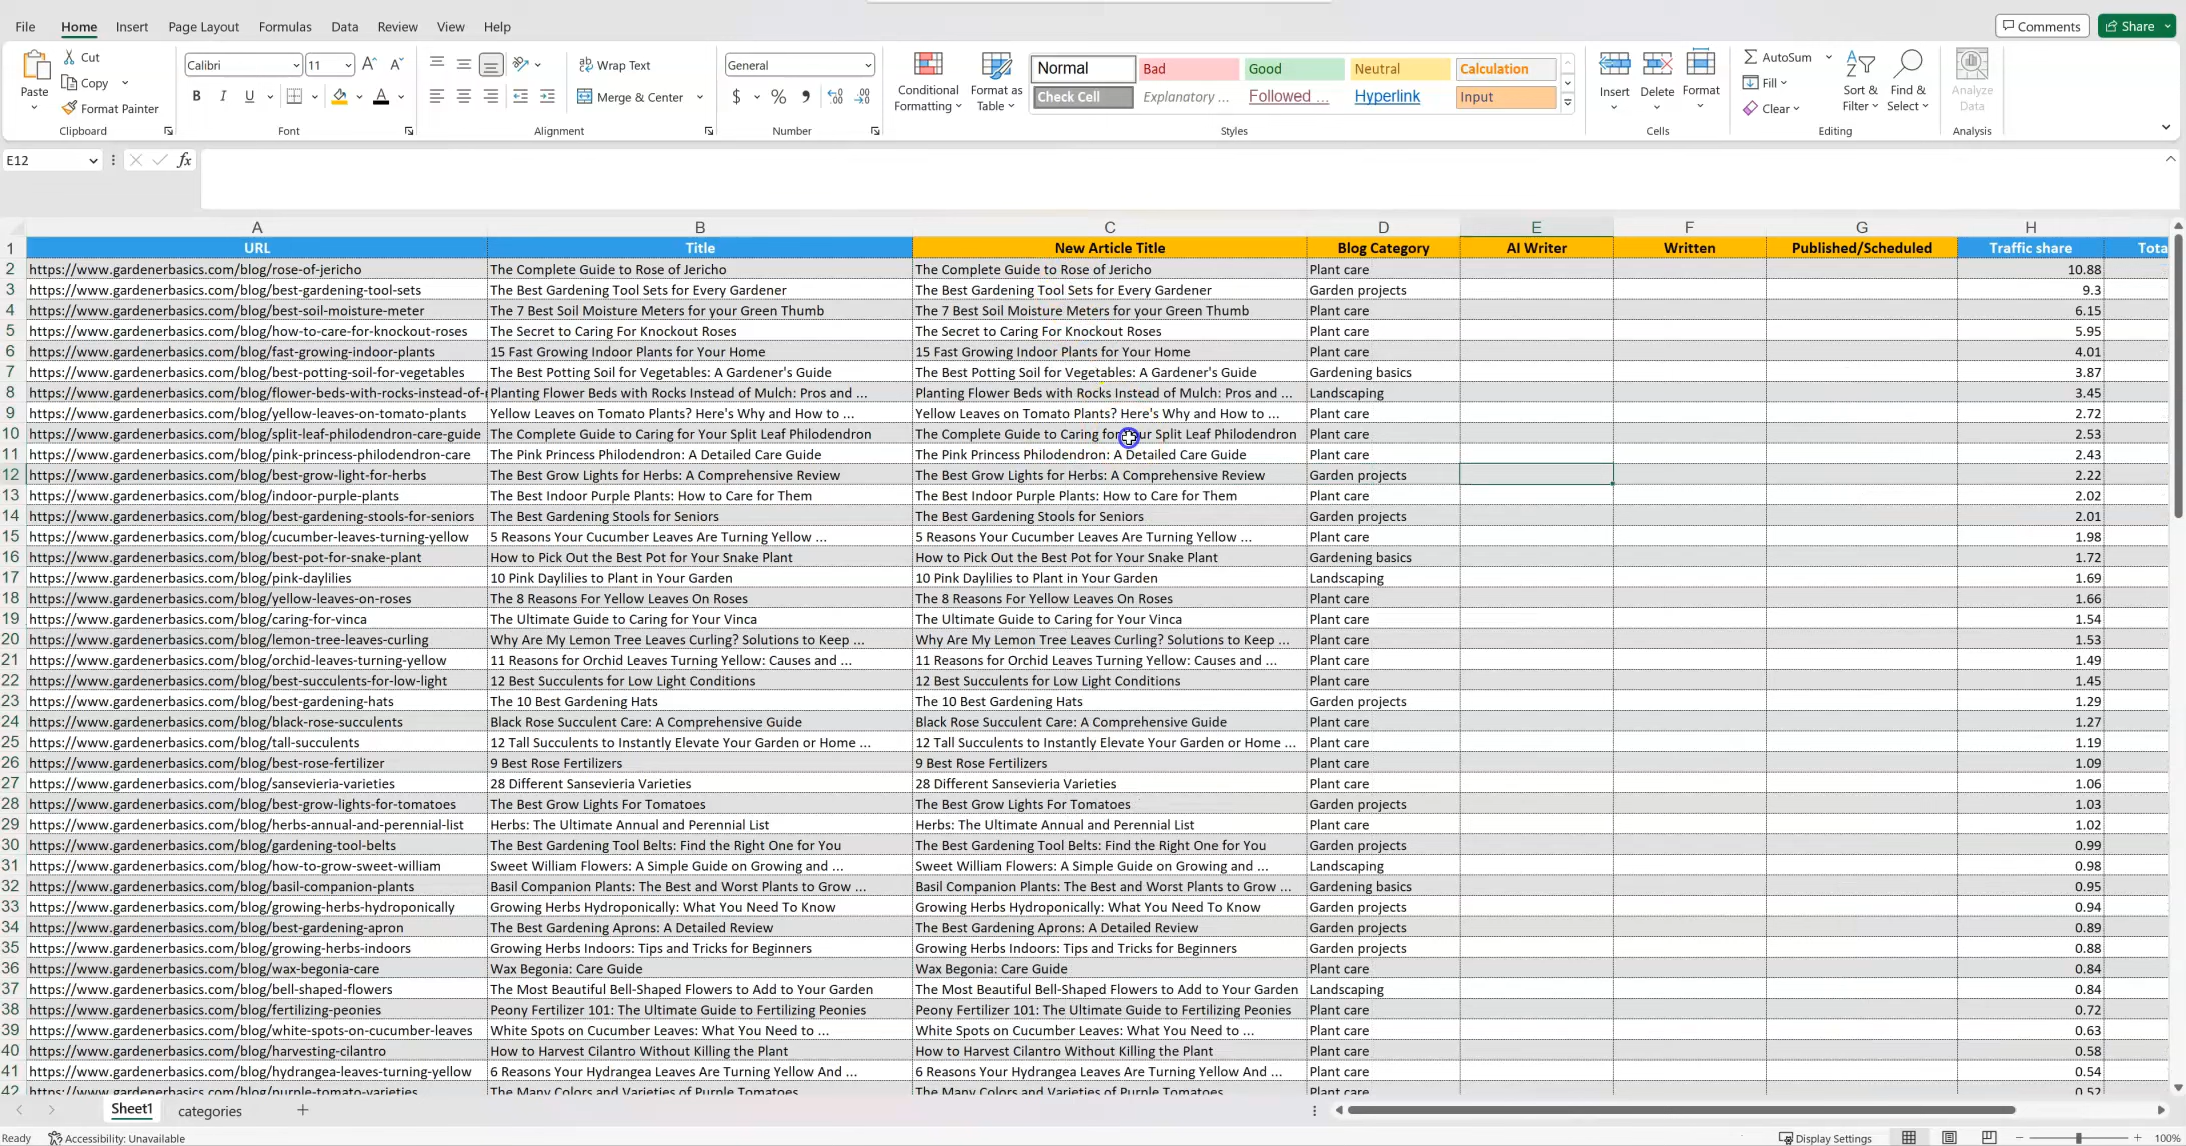 File Home Insert Page Layout Formulas Data Review View Help Comments Share
Paste Cut Copy Format Painter Clipboard
Calibri 11 B I U A Font
Wrap Text Merge & Center Alignment
General $ % Number
Conditional Formatting Format as Table
Normal Bad Good Neutral Calculation
Check Cell Explanatory ... Followed ... Hyperlink Input
Styles
Insert Delete Format Cells
AutoSum Fill Clear Sort & Filter Find & Select Editing
Analyze Data Analysis
E12 fx
A B C D E F G H
1 URL Title New Article Title Blog Category AI Writer Written Published/Scheduled Traffic share Tota
2 https://www.gardenerbasics.com/blog/rose-of-jericho The Complete Guide to Rose of Jericho The Complete Guide to Rose of Jericho Plant care 10.88
3 https://www.gardenerbasics.com/blog/best-gardening-tool-sets The Best Gardening Tool Sets for Every Gardener The Best Gardening Tool Sets for Every Gardener Garden projects 9.3
4 https://www.gardenerbasics.com/blog/best-soil-moisture-meter The 7 Best Soil Moisture Meters for your Green Thumb The 7 Best Soil Moisture Meters for your Green Thumb Plant care 6.15
5 https://www.gardenerbasics.com/blog/how-to-care-for-knockout-roses The Secret to Caring For Knockout Roses The Secret to Caring For Knockout Roses Plant care 5.95
6 https://www.gardenerbasics.com/blog/fast-growing-indoor-plants 15 Fast Growing Indoor Plants for Your Home 15 Fast Growing Indoor Plants for Your Home Plant care 4.01
7 https://www.gardenerbasics.com/blog/best-potting-soil-for-vegetables The Best Potting Soil for Vegetables: A Gardener's Guide The Best Potting Soil for Vegetables: A Gardener's Guide Gardening basics 3.87
8 https://www.gardenerbasics.com/blog/flower-beds-with-rocks-instead-of- Planting Flower Beds with Rocks Instead of Mulch: Pros and ... Planting Flower Beds with Rocks Instead of Mulch: Pros and ... Landscaping 3.45
9 https://www.gardenerbasics.com/blog/yellow-leaves-on-tomato-plants Yellow Leaves on Tomato Plants? Here's Why and How to ... Yellow Leaves on Tomato Plants? Here's Why and How to ... Plant care 2.72
10 https://www.gardenerbasics.com/blog/split-leaf-philodendron-care-guide The Complete Guide to Caring for Your Split Leaf Philodendron The Complete Guide to Caring for Your Split Leaf Philodendron Plant care 2.53
11 https://www.gardenerbasics.com/blog/pink-princess-philodendron-care The Pink Princess Philodendron: A Detailed Care Guide The Pink Princess Philodendron: A Detailed Care Guide Plant care 2.43
12 https://www.gardenerbasics.com/blog/best-grow-light-for-herbs The Best Grow Lights for Herbs: A Comprehensive Review The Best Grow Lights for Herbs: A Comprehensive Review Garden projects 2.22
13 https://www.gardenerbasics.com/blog/indoor-purple-plants The Best Indoor Purple Plants: How to Care for Them The Best Indoor Purple Plants: How to Care for Them Plant care 2.02
14 https://www.gardenerbasics.com/blog/best-gardening-stools-for-seniors The Best Gardening Stools for Seniors The Best Gardening Stools for Seniors Garden projects 2.01
15 https://www.gardenerbasics.com/blog/cucumber-leaves-turning-yellow 5 Reasons Your Cucumber Leaves Are Turning Yellow ... 5 Reasons Your Cucumber Leaves Are Turning Yellow ... Plant care 1.98
16 https://www.gardenerbasics.com/blog/best-pot-for-snake-plant How to Pick Out the Best Pot for Your Snake Plant How to Pick Out the Best Pot for Your Snake Plant Gardening basics 1.72
17 https://www.gardenerbasics.com/blog/pink-daylilies 10 Pink Daylilies to Plant in Your Garden 10 Pink Daylilies to Plant in Your Garden Landscaping 1.69
18 https://www.gardenerbasics.com/blog/yellow-leaves-on-roses The 8 Reasons For Yellow Leaves On Roses The 8 Reasons For Yellow Leaves On Roses Plant care 1.66
19 https://www.gardenerbasics.com/blog/caring-for-vinca The Ultimate Guide to Caring for Your Vinca The Ultimate Guide to Caring for Your Vinca Plant care 1.54
20 https://www.gardenerbasics.com/blog/lemon-tree-leaves-curling Why Are My Lemon Tree Leaves Curling? Solutions to Keep ... Why Are My Lemon Tree Leaves Curling? Solutions to Keep ... Plant care 1.53
21 https://www.gardenerbasics.com/blog/orchid-leaves-turning-yellow 11 Reasons for Orchid Leaves Turning Yellow: Causes and ... 11 Reasons for Orchid Leaves Turning Yellow: Causes and ... Plant care 1.49
22 https://www.gardenerbasics.com/blog/best-succulents-for-low-light 12 Best Succulents for Low Light Conditions 12 Best Succulents for Low Light Conditions Plant care 1.45
23 https://www.gardenerbasics.com/blog/best-gardening-hats The 10 Best Gardening Hats The 10 Best Gardening Hats Garden projects 1.29
24 https://www.gardenerbasics.com/blog/black-rose-succulents Black Rose Succulent Care: A Comprehensive Guide Black Rose Succulent Care: A Comprehensive Guide Plant care 1.27
25 https://www.gardenerbasics.com/blog/tall-succulents 12 Tall Succulents to Instantly Elevate Your Garden or Home ... 12 Tall Succulents to Instantly Elevate Your Garden or Home ... Plant care 1.19
26 https://www.gardenerbasics.com/blog/best-rose-fertilizer 9 Best Rose Fertilizers 9 Best Rose Fertilizers Plant care 1.09
27 https://www.gardenerbasics.com/blog/sansevieria-varieties 28 Different Sansevieria Varieties 28 Different Sansevieria Varieties Plant care 1.06
28 https://www.gardenerbasics.com/blog/best-grow-lights-for-tomatoes The Best Grow Lights For Tomatoes The Best Grow Lights For Tomatoes Garden projects 1.03
29 https://www.gardenerbasics.com/blog/herbs-annual-and-perennial-list Herbs: The Ultimate Annual and Perennial List Herbs: The Ultimate Annual and Perennial List Plant care 1.02
30 https://www.gardenerbasics.com/blog/gardening-tool-belts The Best Gardening Tool Belts: Find the Right One for You The Best Gardening Tool Belts: Find the Right One for You Garden projects 0.99
31 https://www.gardenerbasics.com/blog/how-to-grow-sweet-william Sweet William Flowers: A Simple Guide on Growing and ... Sweet William Flowers: A Simple Guide on Growing and ... Landscaping 0.98
32 https://www.gardenerbasics.com/blog/basil-companion-plants Basil Companion Plants: The Best and Worst Plants to Grow ... Basil Companion Plants: The Best and Worst Plants to Grow ... Gardening basics 0.95
33 https://www.gardenerbasics.com/blog/growing-herbs-hydroponically Growing Herbs Hydroponically: What You Need To Know Growing Herbs Hydroponically: What You Need To Know Garden projects 0.94
34 https://www.gardenerbasics.com/blog/best-gardening-apron The Best Gardening Aprons: A Detailed Review The Best Gardening Aprons: A Detailed Review Garden projects 0.89
35 https://www.gardenerbasics.com/blog/growing-herbs-indoors Growing Herbs Indoors: Tips and Tricks for Beginners Growing Herbs Indoors: Tips and Tricks for Beginners Garden projects 0.88
36 https://www.gardenerbasics.com/blog/wax-begonia-care Wax Begonia: Care Guide Wax Begonia: Care Guide Plant care 0.84
37 https://www.gardenerbasics.com/blog/bell-shaped-flowers The Most Beautiful Bell-Shaped Flowers to Add to Your Garden The Most Beautiful Bell-Shaped Flowers to Add to Your Garden Landscaping 0.84
38 https://www.gardenerbasics.com/blog/fertilizing-peonies Peony Fertilizer 101: The Ultimate Guide to Fertilizing Peonies Peony Fertilizer 101: The Ultimate Guide to Fertilizing Peonies Plant care 0.72
39 https://www.gardenerbasics.com/blog/white-spots-on-cucumber-leaves White Spots on Cucumber Leaves: What You Need to ... White Spots on Cucumber Leaves: What You Need to ... Plant care 0.63
40 https://www.gardenerbasics.com/blog/harvesting-cilantro How to Harvest Cilantro Without Killing the Plant How to Harvest Cilantro Without Killing the Plant Plant care 0.58
41 https://www.gardenerbasics.com/blog/hydrangea-leaves-turning-yellow 6 Reasons Your Hydrangea Leaves Are Turning Yellow And ... 6 Reasons Your Hydrangea Leaves Are Turning Yellow And ... Plant care 0.54
42 https://www.gardenerbasics.com/blog/purple-tomato-varieties The Many Colors and Varieties of Purple Tomatoes The Many Colors and Varieties of Purple Tomatoes Plant care 0.52
Sheet1 categories
Ready Accessibility: Unavailable Display Settings 100%